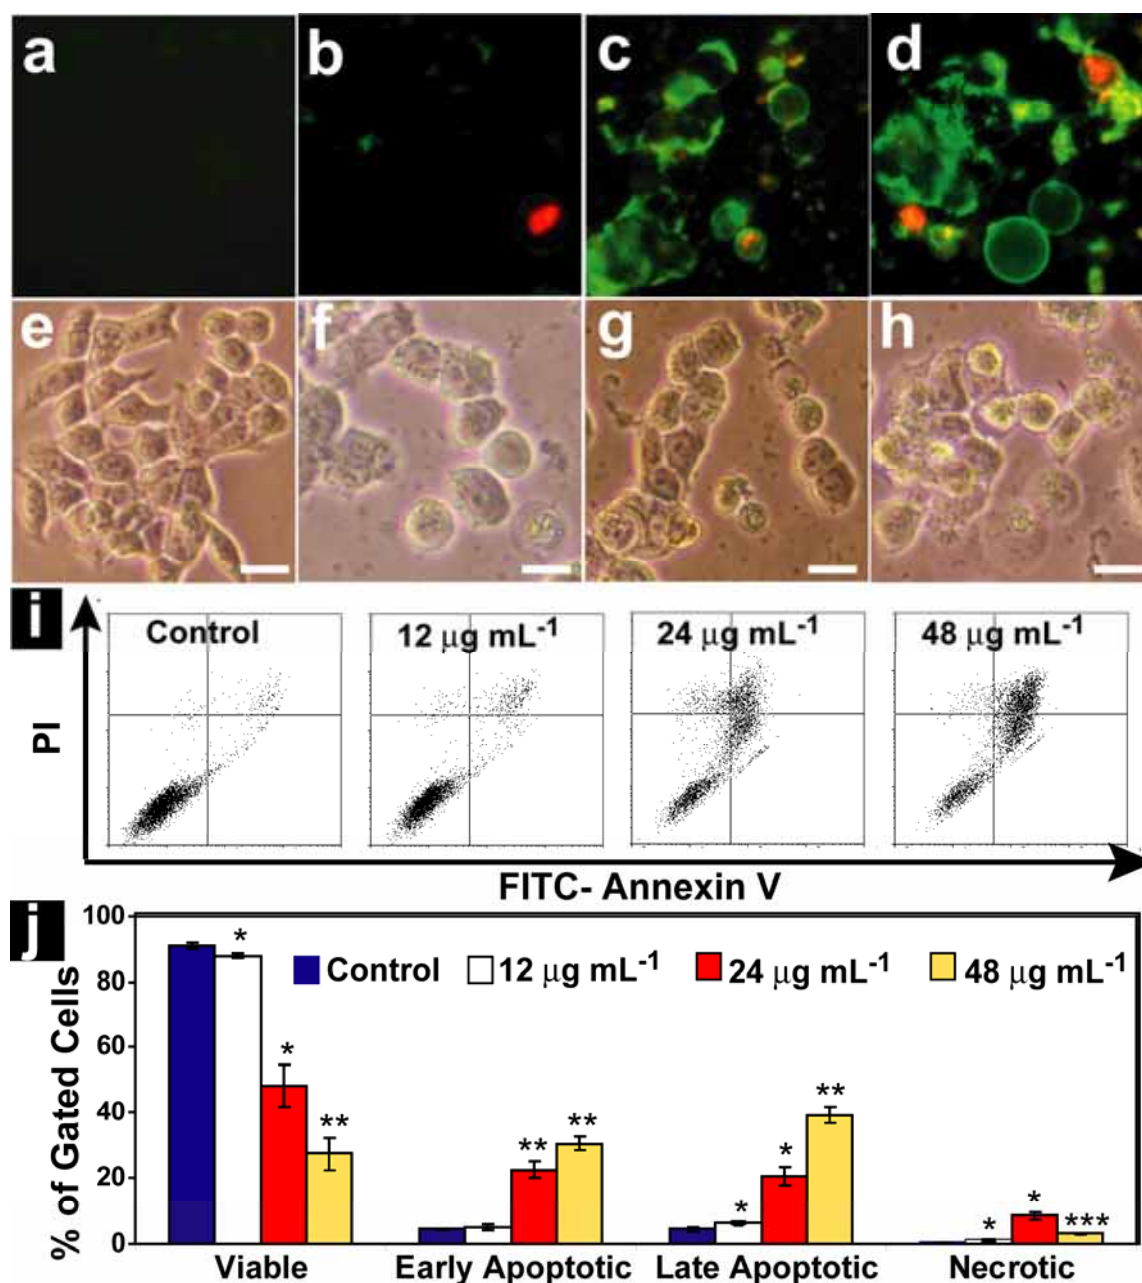 a b c d
e f g h
i
Control 12 μg mL-1 24 μg mL-1 48 μg mL-1
PI
FITC- Annexin V
j
100
80
60
40
20
0
% of Gated Cells
Control 12 μg mL-1 24 μg mL-1 48 μg mL-1
* * ** ** ** * * ** * * ***
Viable Early Apoptotic Late Apoptotic Necrotic